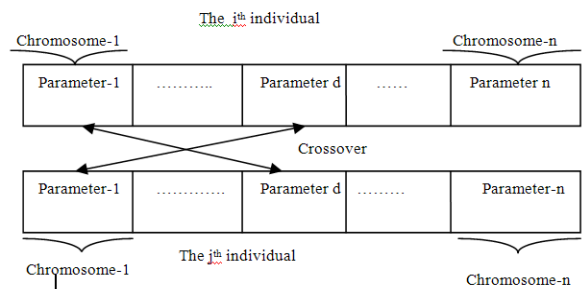 The ith individual
Chromosome-1 Chromosome-n
Parameter-1 ……….. Parameter d …… Parameter n
Crossover
Parameter-1 …………. Parameter d ……… Parameter-n
The jth individual
Chromosome-1 Chromosome-n